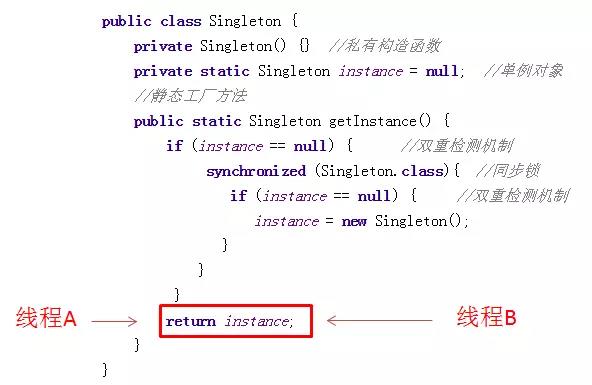 public class Singleton {
private Singleton() {} //私有构造函数
private static Singleton instance = null; //单例对象
//静态工厂方法
public static Singleton getInstance() {
if (instance == null) { //双重检测机制
synchronized (Singleton.class){ //同步锁
if (instance == null) { //双重检测机制
instance = new Singleton();
}
}
}
线程A return instance; 线程B
}
}